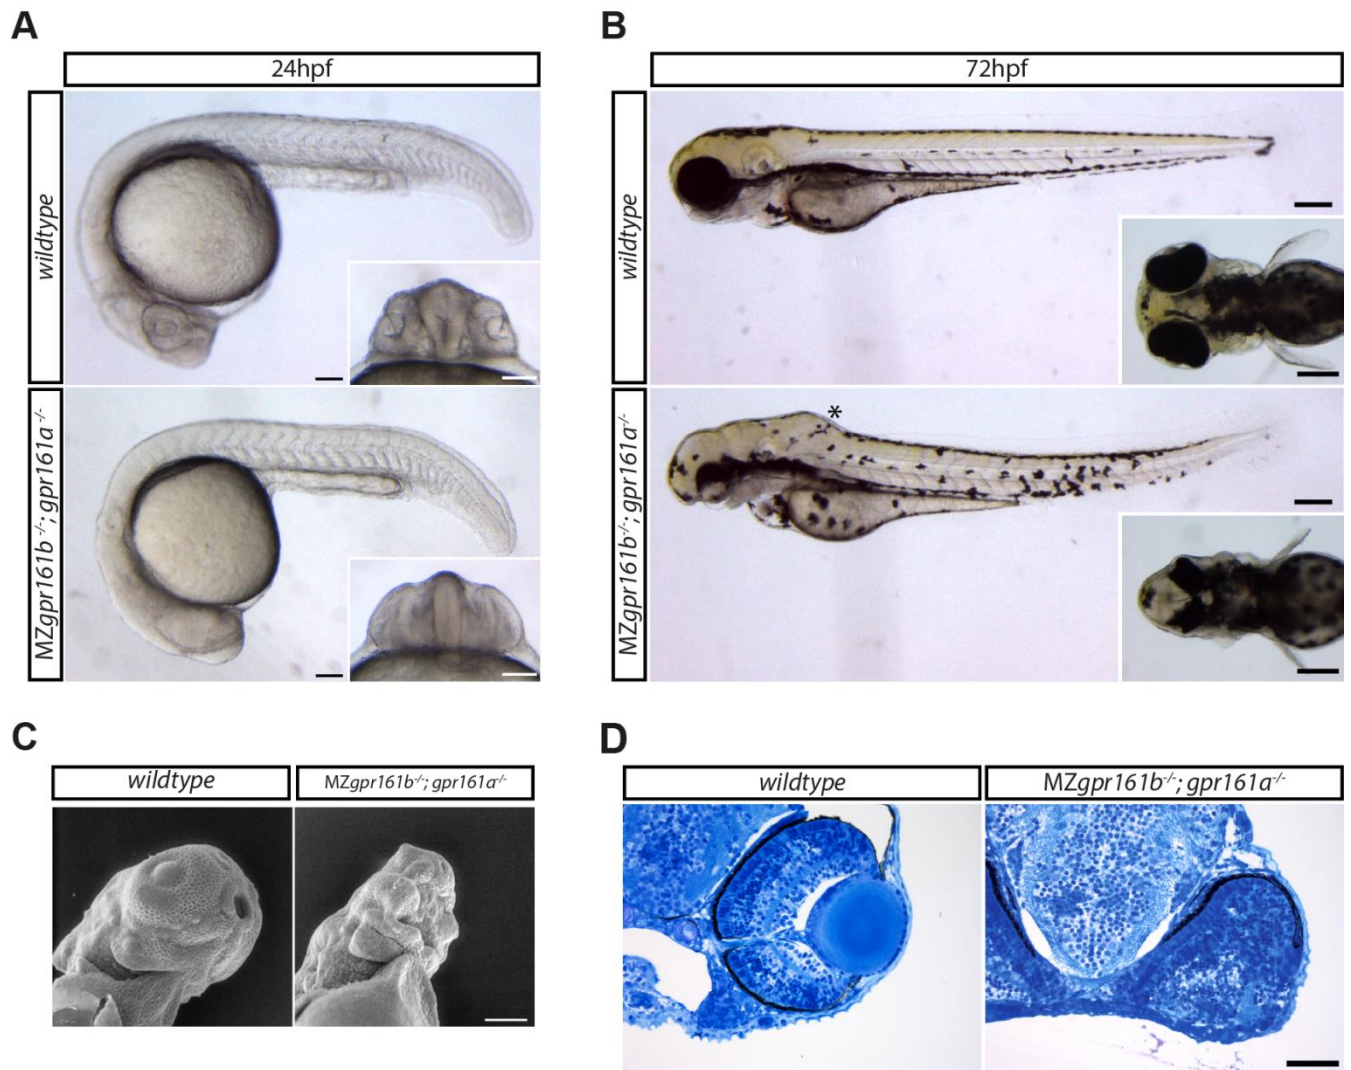 A
B
24hpf
72hpf
wildtype
wildtype
MZgpr161b-/-; gpr161a-/-
MZgpr161b-/-; gpr161a-/-
*
C
D
wildtype
MZgpr161b-/-; gpr161a-/-
wildtype
MZgpr161b-/-; gpr161a-/-